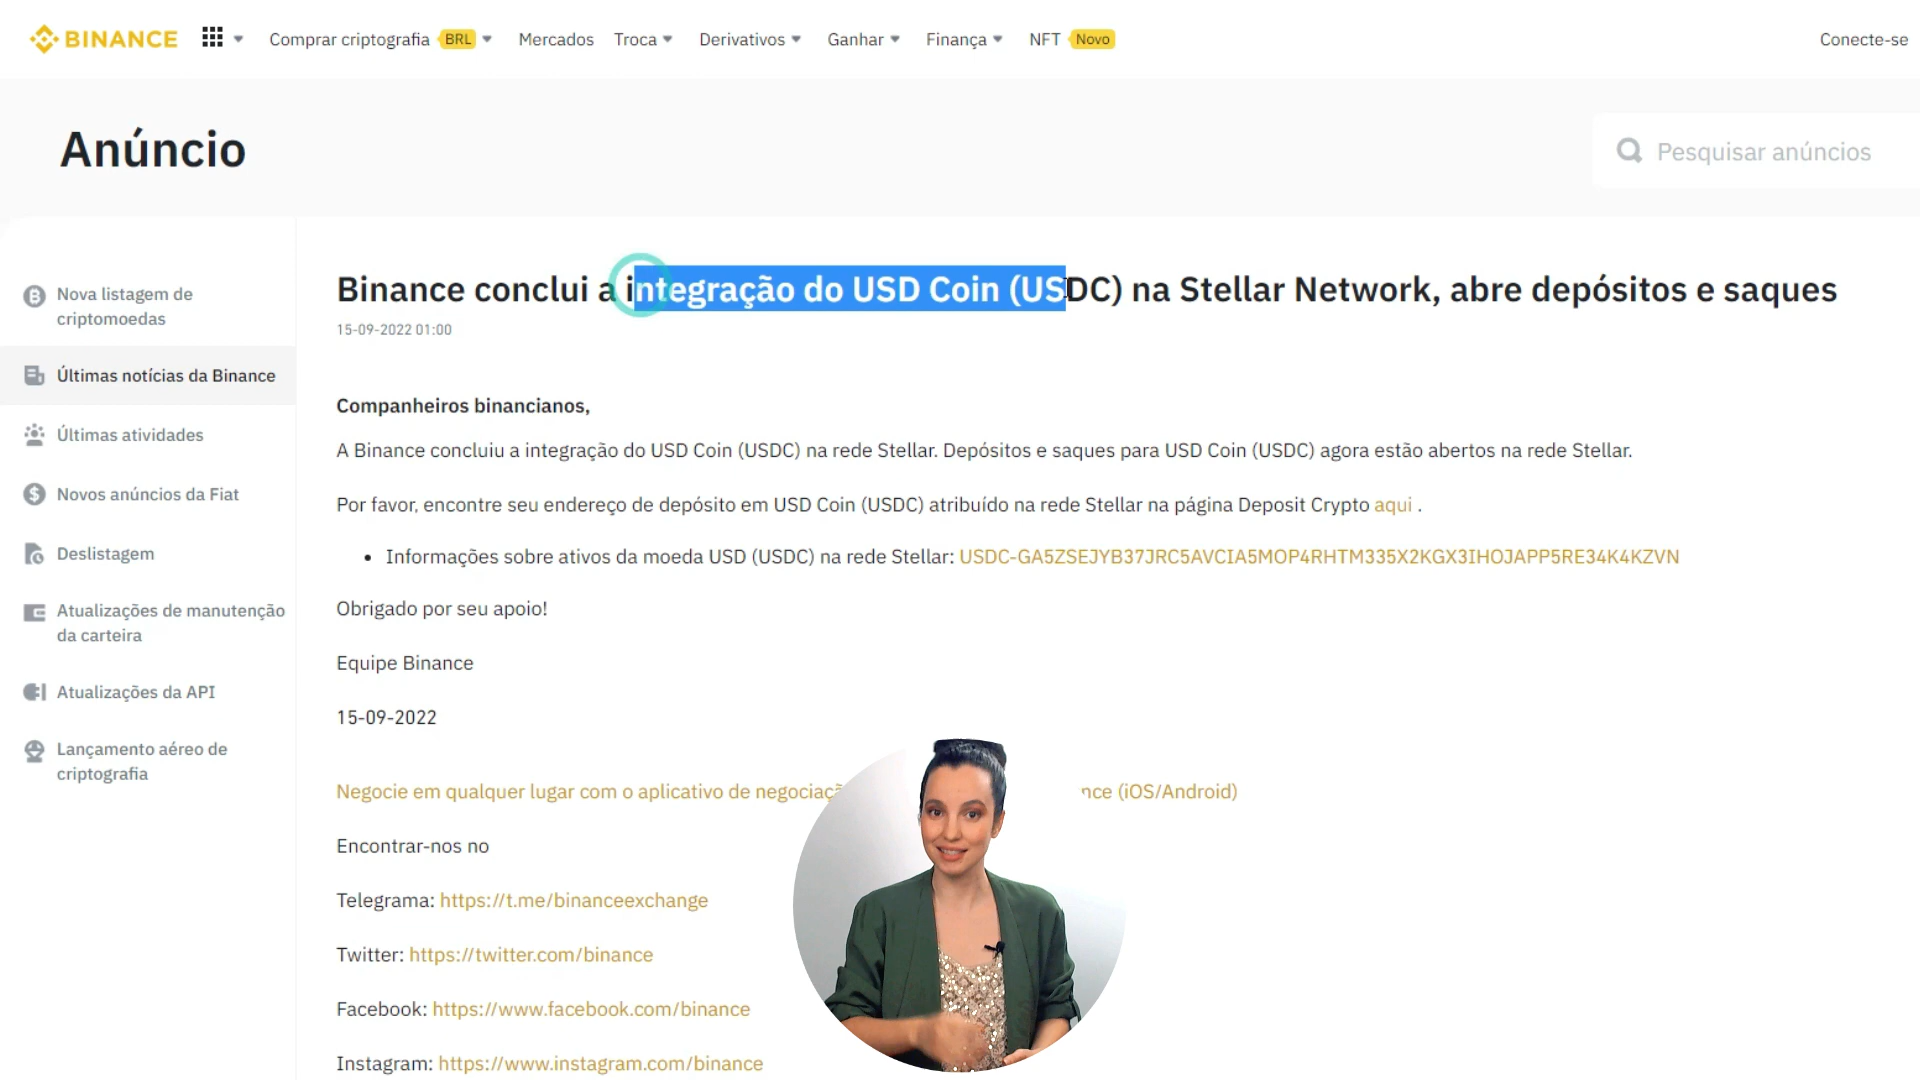 BINANCE
Comprar criptografia BRL
Mercados
Troca
Derivativos
Ganhar
Finança
NFT Novo
Conecte-se
Anúncio
Pesquisar anúncios
Nova listagem de
criptomoedas
Últimas notícias da Binance
Últimas atividades
Novos anúncios da Fiat
Deslistagem
Atualizações de manutenção
da carteira
Atualizações da API
Lançamento aéreo de
criptografia
Binance conclui a integração do USD Coin (USDC) na Stellar Network, abre depósitos e saques
15-09-2022 01:00
Companheiros binancianos,
A Binance concluiu a integração do USD Coin (USDC) na rede Stellar. Depósitos e saques para USD Coin (USDC) agora estão abertos na rede Stellar.
Por favor, encontre seu endereço de depósito em USD Coin (USDC) atribuído na rede Stellar na página Deposit Crypto aqui .
• Informações sobre ativos da moeda USD (USDC) na rede Stellar: USDC-GA5ZSEJYB37JRC5AVCIA5MOP4RHTM335X2KGX3IHOJAPP5RE34K4KZVN
Obrigado por seu apoio!
Equipe Binance
15-09-2022
Negocie em qualquer lugar com o aplicativo de negociaçã nce (iOS/Android)
Encontrar-nos no
Telegrama: https://t.me/binanceexchange
Twitter: https://twitter.com/binance
Facebook: https://www.facebook.com/binance
Instagram: https://www.instagram.com/binance